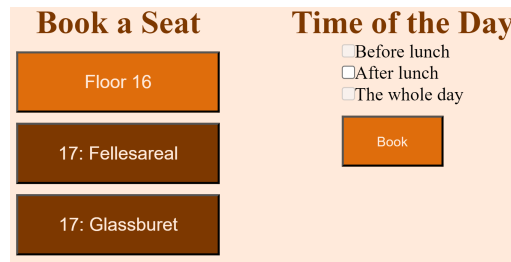 Book a Seat
Floor 16
17: Fellesareal
17: Glassburet
Time of the Day
Before lunch
After lunch
The whole day
Book